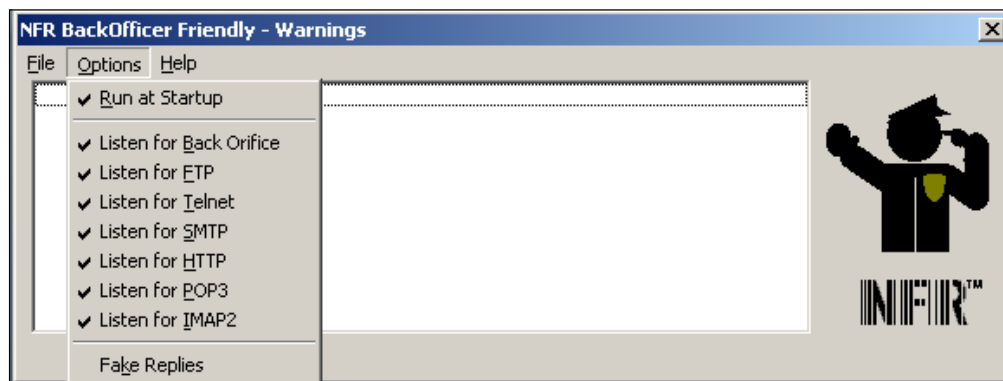 NFR BackOfficer Friendly - Warnings
File Options Help
Run at Startup
Listen for Back Orifice
Listen for FTP
Listen for Telnet
Listen for SMTP
Listen for HTTP
Listen for POP3
Listen for IMAP2
Fake Replies
NFR™